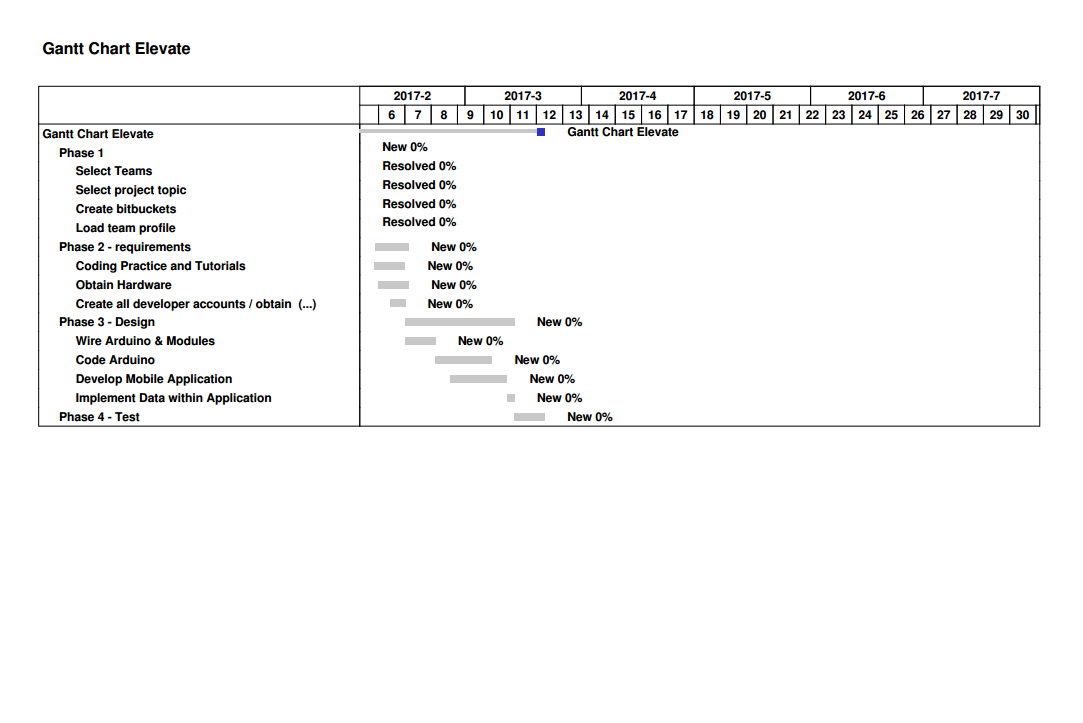 Gantt Chart Elevate
2017-2 2017-3 2017-4 2017-5 2017-6 2017-7
6 7 8 9 10 11 12 13 14 15 16 17 18 19 20 21 22 23 24 25 26 27 28 29 30
Gantt Chart Elevate Gantt Chart Elevate
Phase 1 New 0%
Select Teams Resolved 0%
Select project topic Resolved 0%
Create bitbuckets Resolved 0%
Load team profile Resolved 0%
Phase 2 - requirements New 0%
Coding Practice and Tutorials New 0%
Obtain Hardware New 0%
Create all developer accounts / obtain (...) New 0%
Phase 3 - Design New 0%
Wire Arduino & Modules New 0%
Code Arduino New 0%
Develop Mobile Application New 0%
Implement Data within Application New 0%
Phase 4 - Test New 0%